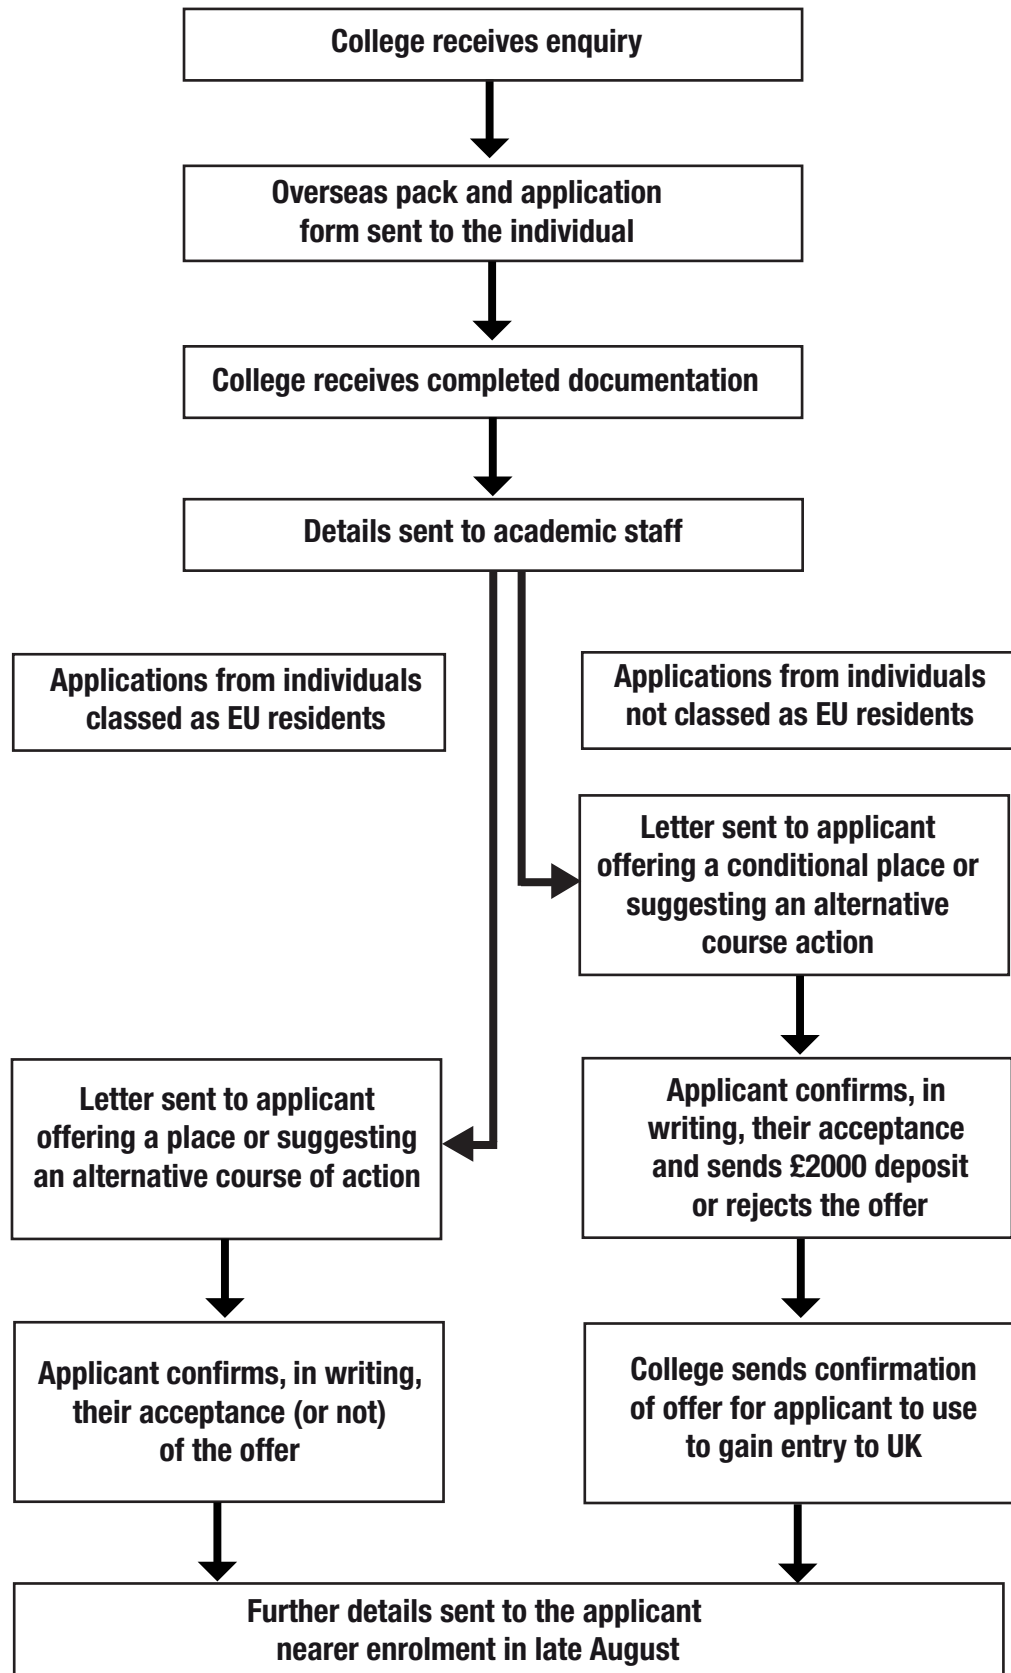 College receives enquiry
Overseas pack and application
form sent to the individual
College receives completed documentation
Details sent to academic staff
Applications from individuals
classed as EU residents
Applications from individuals
not classed as EU residents
Letter sent to applicant
offering a conditional place or
suggesting an alternative
course action
Letter sent to applicant
offering a place or suggesting
an alternative course of action
Applicant confirms, in
writing, their acceptance
and sends £2000 deposit
or rejects the offer
Applicant confirms, in writing,
their acceptance (or not)
of the offer
College sends confirmation
of offer for applicant to use
to gain entry to UK
Further details sent to the applicant
nearer enrolment in late August